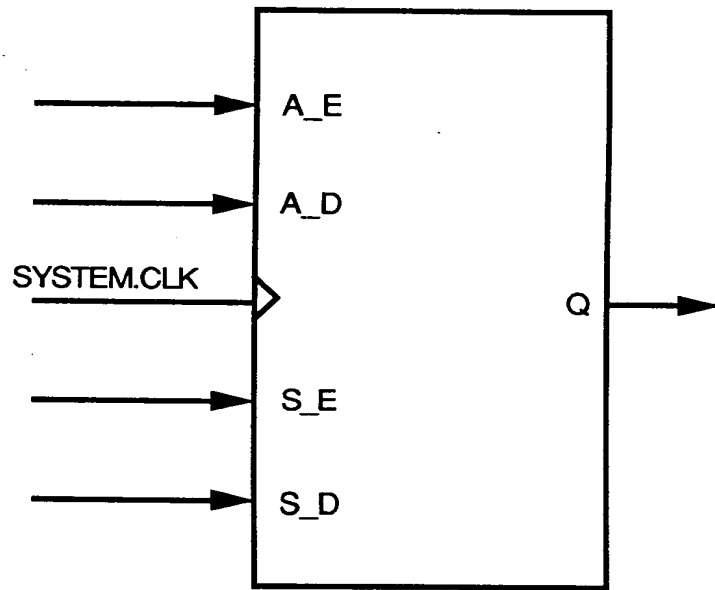 A_E
A_D
SYSTEM.CLK
Q
S_E
S_D